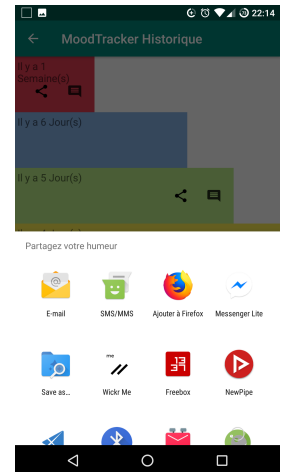 22:14
MoodTracker Historique
Il y a 1
Semaine(s)
Il y a 6 Jour(s)
Il y a 5 Jour(s)
Partagez votre humeur
E-mail
SMS/MMS
Ajouter à Firefox
Messenger Lite
me
Save as...
Wickr Me
Freebox
NewPipe